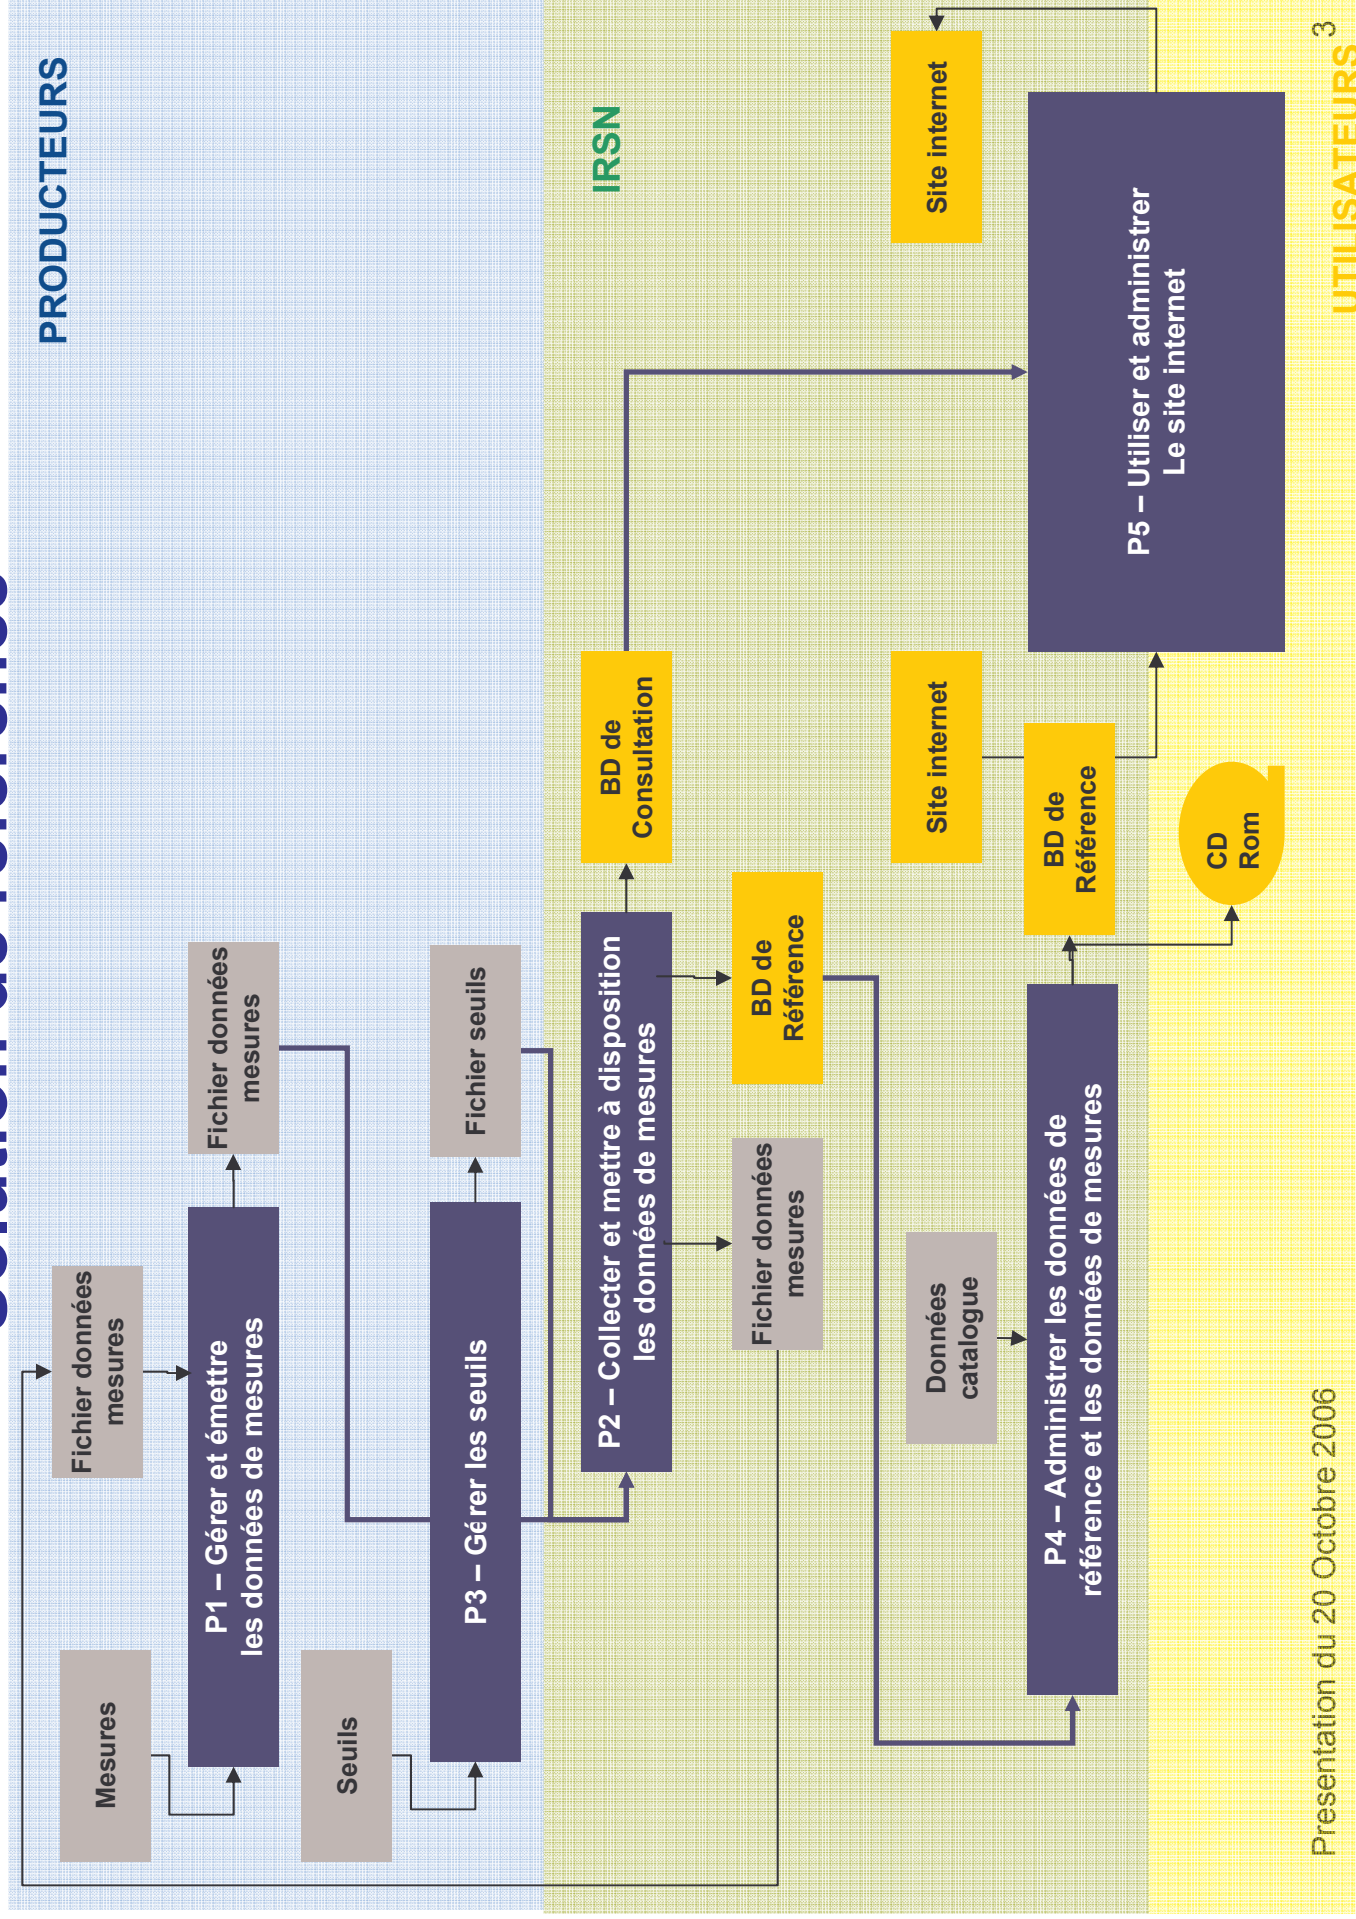 PRODUCTEURS
Fichier données
mesures
Mesures
P1 – Gérer et émettre
les données de mesures
Fichier données
mesures
Seuils
P3 – Gérer les seuils
Fichier seuils
IRSN
P2 – Collecter et mettre à disposition
les données de mesures
BD de
Consultation
Fichier données
mesures
BD de
Référence
Site internet
Site internet
Données
catalogue
P4 – Administrer les données de
référence et les données de mesures
BD de
Référence
P5 – Utiliser et administrer
Le site internet
CD
Rom
UTILISATEURS
Presentation du 20 Octobre 2006
3